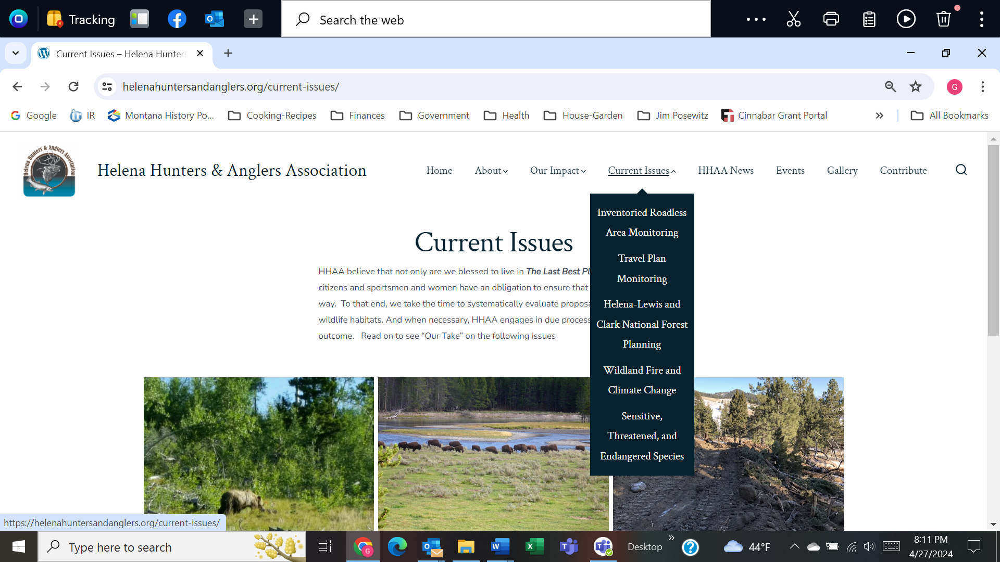 Tracking
Search the web
Current Issues – Helena Hunters
helenahuntersandanglers.org/current-issues/
G
Google
IR
Montana History Po...
Cooking-Recipes
Finances
Government
Health
House-Garden
Jim Posewitz
Cinnabar Grant Portal
All Bookmarks
Helena Hunters & Anglers Association
Helena Hunters & Anglers Association
Home
About
Our Impact
Current Issues
HHAA News
Events
Gallery
Contribute
Inventoried Roadless
Area Monitoring
Travel Plan
Monitoring
Helena-Lewis and
Clark National Forest
Planning
Wildland Fire and
Climate Change
Sensitive,
Threatened, and
Endangered Species
Current Issues
HHAA believe that not only are we blessed to live in The Last Best Pl
citizens and sportsmen and women have an obligation to ensure that
way. To that end, we take the time to systematically evaluate proposa
wildlife habitats. And when necessary, HHAA engages in due process
outcome. Read on to see “Our Take” on the following issues
https://helenahuntersandanglers.org/current-issues/
Type here to search
Desktop
44°F
8:11 PM
4/27/2024